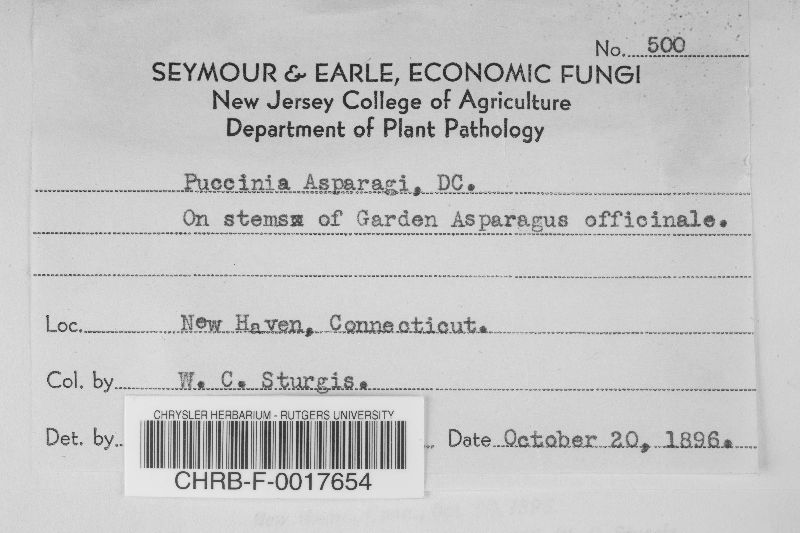 No. 500
SEYMOUR & EARLE, ECONOMIC FUNGI
New Jersey College of Agriculture
Department of Plant Pathology
Puccinia Asparagi, DC.
On stemsx of Garden Asparagus officinale.
Loc. New Haven, Connecticut.
Col. by W. C. Sturgis.
Det. by Date October 20, 1896.
CHRYSLER HERBARIUM - RUTGERS UNIVERSITY
CHRB-F-0017654